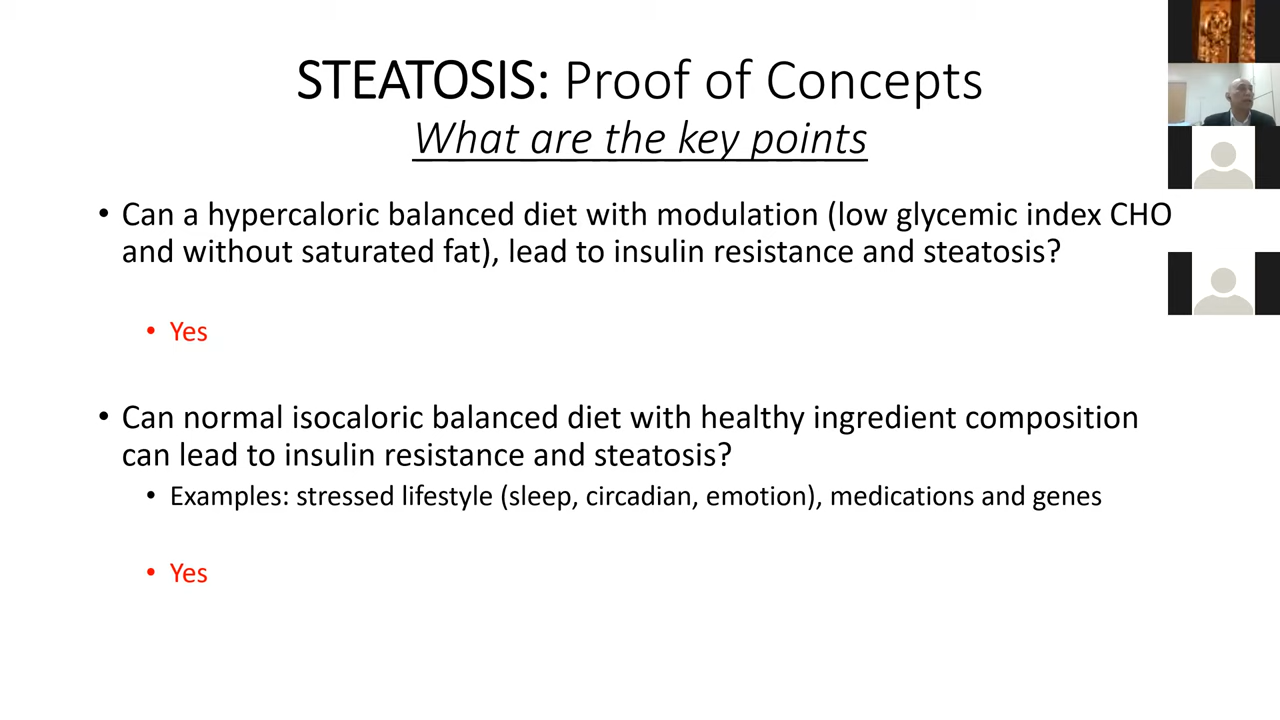 STEATOSIS: Proof of Concepts
What are the key points
• Can a hypercaloric balanced diet with modulation (low glycemic index CHO
and without saturated fat), lead to insulin resistance and steatosis?
• Yes
• Can normal isocaloric balanced diet with healthy ingredient composition
can lead to insulin resistance and steatosis?
• Examples: stressed lifestyle (sleep, circadian, emotion), medications and genes
• Yes